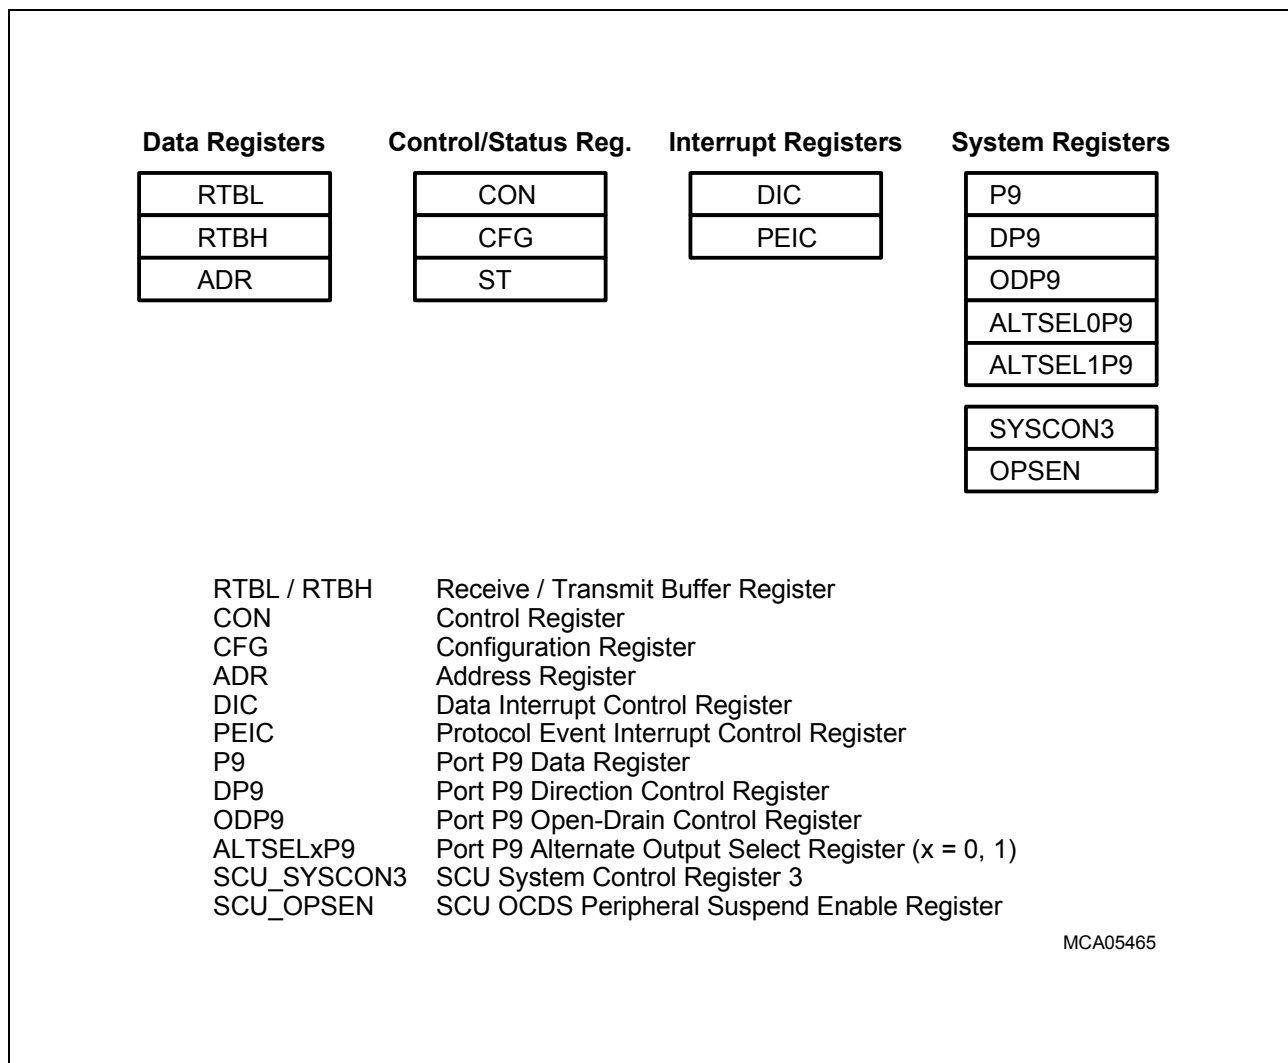 Data Registers Control/Status Reg. Interrupt Registers System Registers
RTBL CON DIC P9
RTBH CFG PEIC DP9
ADR ST ODP9
ALTSEL0P9
ALTSEL1P9
SYSCON3
OPSEN
RTBL / RTBH Receive / Transmit Buffer Register
CON Control Register
CFG Configuration Register
ADR Address Register
DIC Data Interrupt Control Register
PEIC Protocol Event Interrupt Control Register
P9 Port P9 Data Register
DP9 Port P9 Direction Control Register
ODP9 Port P9 Open-Drain Control Register
ALTSELxP9 Port P9 Alternate Output Select Register (x = 0, 1)
SCU_SYSCON3 SCU System Control Register 3
SCU_OPSEN SCU OCDS Peripheral Suspend Enable Register
MCA05465